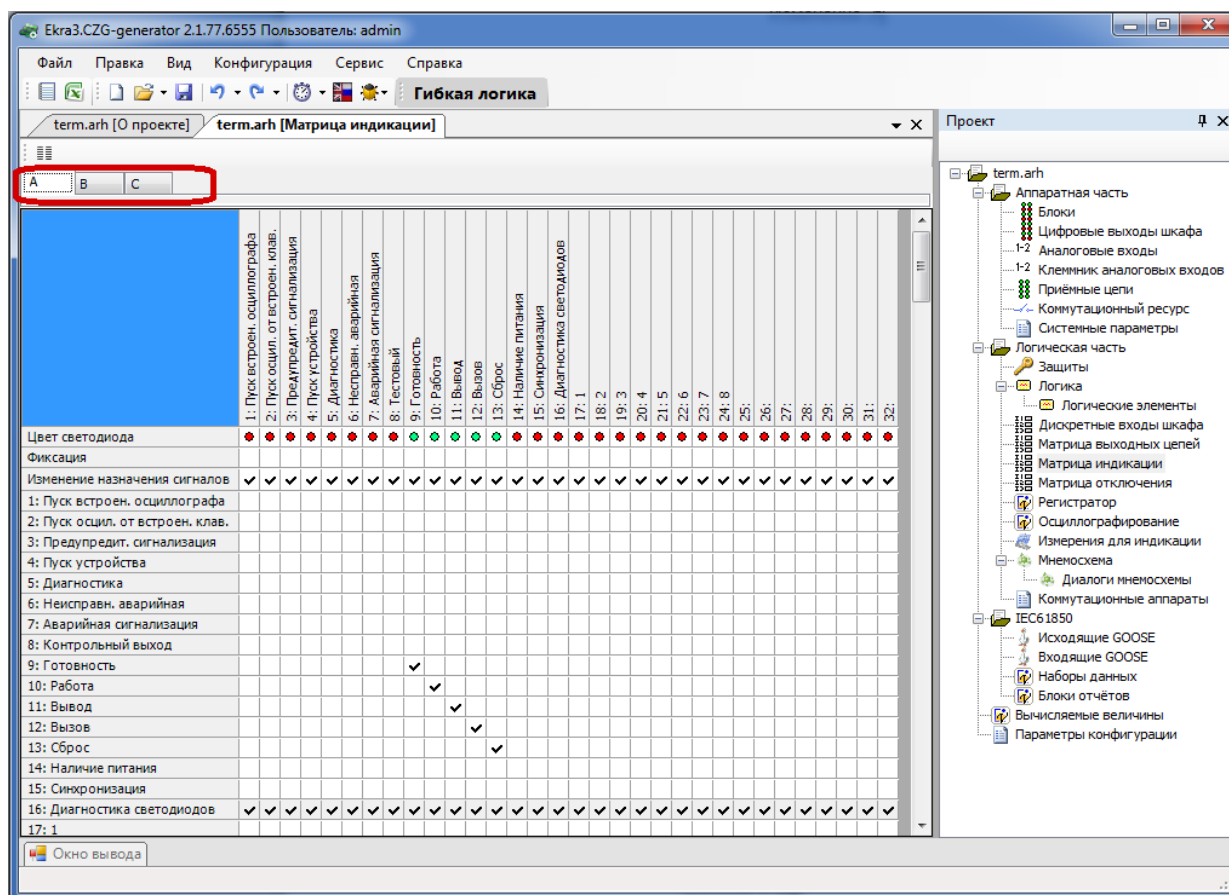 Ekra3.CZG-generator 2.1.77.6555 Пользователь: admin
Файл Правка Вид Конфигурация Сервис Справка
Гибкая логика
term.arh [О проекте] term.arh [Матрица индикации]
A B C
1: Пуск встроен. осциллографа
2: Пуск осцил. от встроен. клав.
3: Предупредит. сигнализация
4: Пуск устройства
5: Диагностика
6: Несправн. аварийная
7: Аварийная сигнализация
8: Тестовый
9: Готовность
10: Работа
11: Вывод
12: Вызов
13: Сброс
14: Наличие питания
15: Синхронизация
16: Диагностика светодиодов
17: 1
18: 2
19: 3
20: 4
21: 5
22: 6
23: 7
24: 8
25:
26:
27:
28:
29:
30:
31:
32:
Цвет светодиода
Фиксация
Изменение назначения сигналов
1: Пуск встроен. осциллографа
2: Пуск осцил. от встроен. клав.
3: Предупредит. сигнализация
4: Пуск устройства
5: Диагностика
6: Неисправн. аварийная
7: Аварийная сигнализация
8: Контрольный выход
9: Готовность
10: Работа
11: Вывод
12: Вызов
13: Сброс
14: Наличие питания
15: Синхронизация
16: Диагностика светодиодов
17: 1
Окно вывода
Проект
term.arh
Аппаратная часть
Блоки
Цифровые выходы шкафа
1-2 Аналоговые входы
1-2 Клеммник аналоговых входов
Приёмные цепи
Коммутационный ресурс
Системные параметры
Логическая часть
Защиты
Логика
Логические элементы
Дискретные входы шкафа
Матрица выходных цепей
Матрица индикации
Матрица отключения
Регистратор
Осциллографирование
Измерения для индикации
Мнемосхема
Диалоги мнемосхемы
Коммутационные аппараты
IEC61850
Исходящие GOOSE
Входящие GOOSE
Наборы данных
Блоки отчётов
Вычисляемые величины
Параметры конфигурации